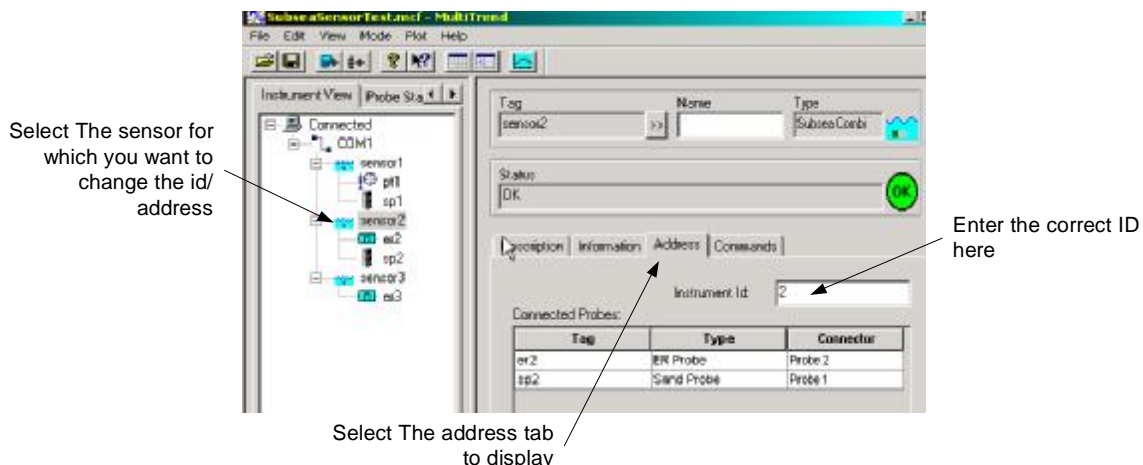 SubseaSensorTest.mcf - MultiTrend
File Edit View Mode Plot Help
Instrument View Probe Sta
Connected
COM1
sensor1
pt1
sp1
sensor2
er2
sp2
sensor3
er3
Tag Name Type
sensor2 >> Subsea Combi
Status
OK
OK
Description Information Address Commands
Instrument Id: 2
Connected Probes:
Tag Type Connector
er2 ER Probe Probe 2
sp2 Sand Probe Probe 1
Select The sensor for
which you want to
change the id/
address
Enter the correct ID
here
Select The address tab
to display